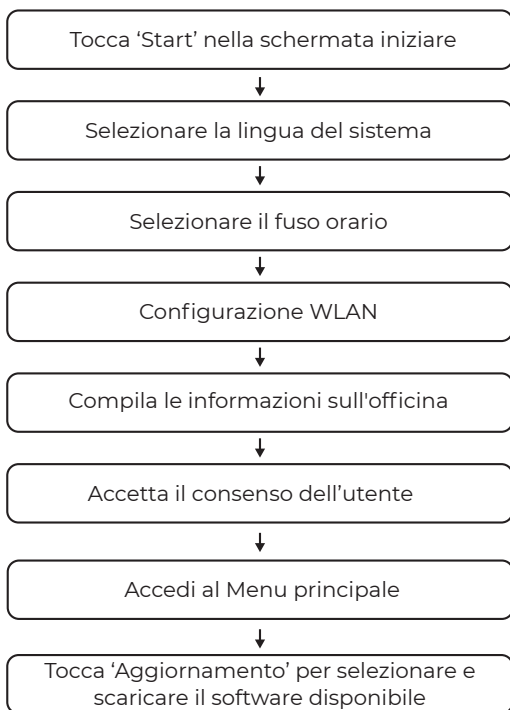 Tocca ‘Start’ nella schermata iniziare
Selezionare la lingua del sistema
Selezionare il fuso orario
Configurazione WLAN
Compila le informazioni sull'officina
Accetta il consenso dell’utente
Accedi al Menu principale
Tocca ‘Aggiornamento’ per selezionare e
scaricare il software disponibile